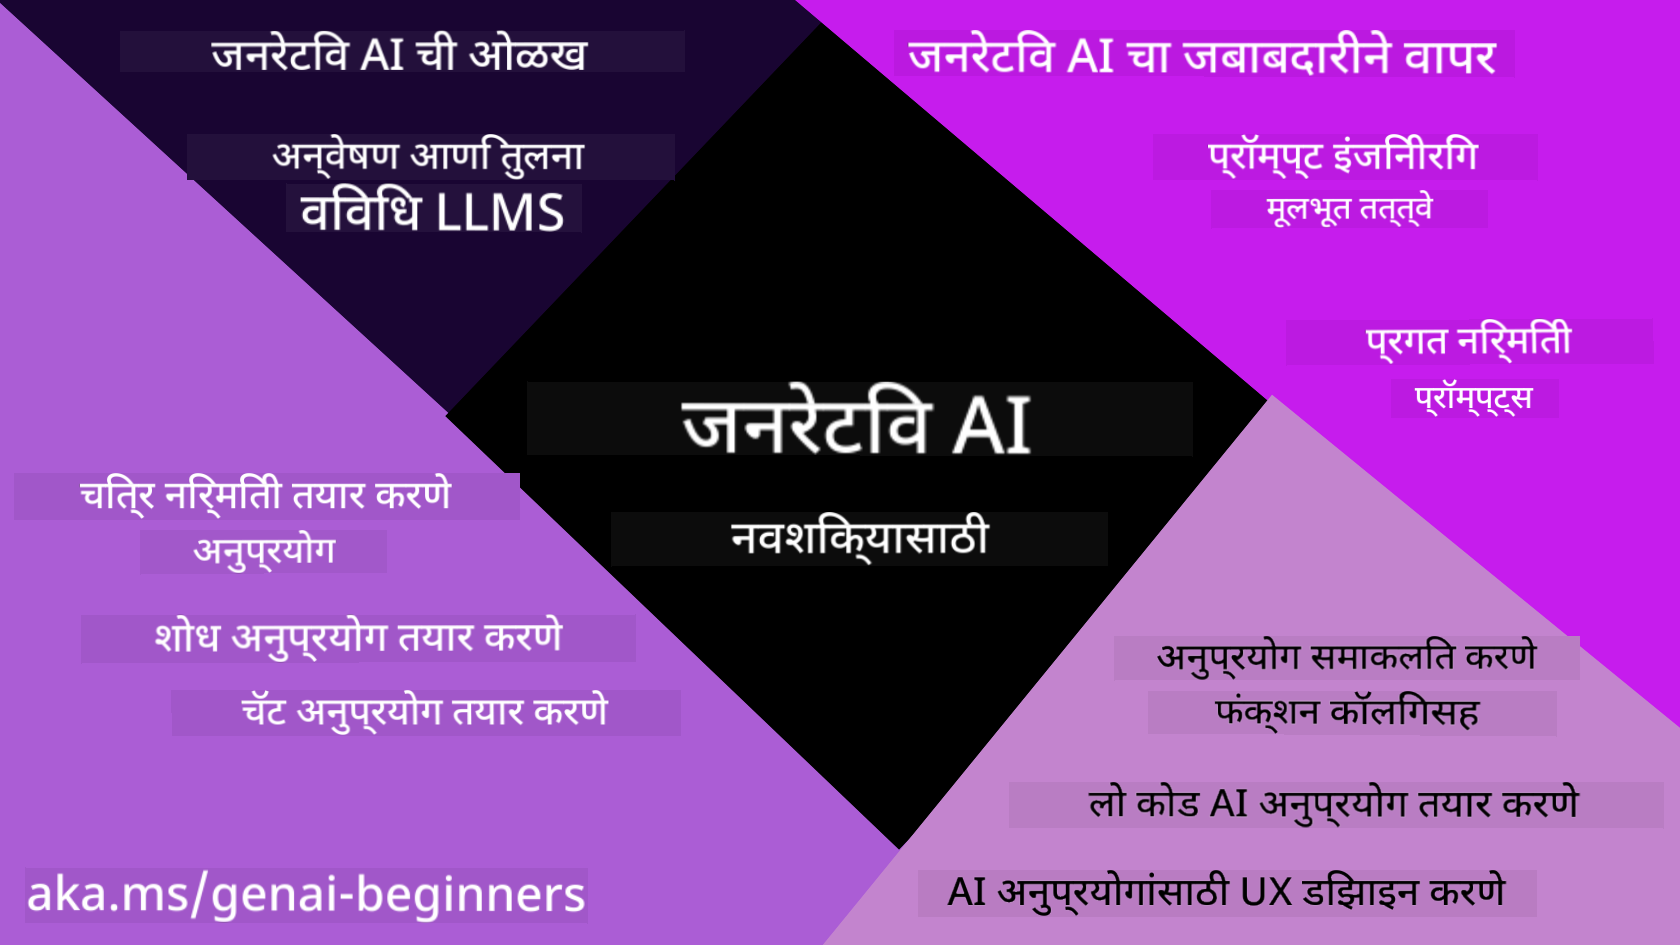 जनरेटिव AI ची ओळख
अन्वेषण आणि तुलना
विविध LLMS
जनरेटिव AI चा जबाबदारीने वापर
प्रॉम्प्ट इंजिनीरिंग
मूलभूत तत्त्वे
प्रगत निर्मिती
प्रॉम्प्ट्स
जनरेटिव AI
नवशिक्यासाठी
चित्र निर्मिती तयार करणे
अनुप्रयोग
शोध अनुप्रयोग तयार करणे
चॅट अनुप्रयोग तयार करणे
अनुप्रयोग समाकलित करणे
फंक्शन कॉलिंगसह
लो कोड AI अनुप्रयोग तयार करणे
AI अनुप्रयोगांसाठी UX डिझाइन करणे
aka.ms/genai-beginners